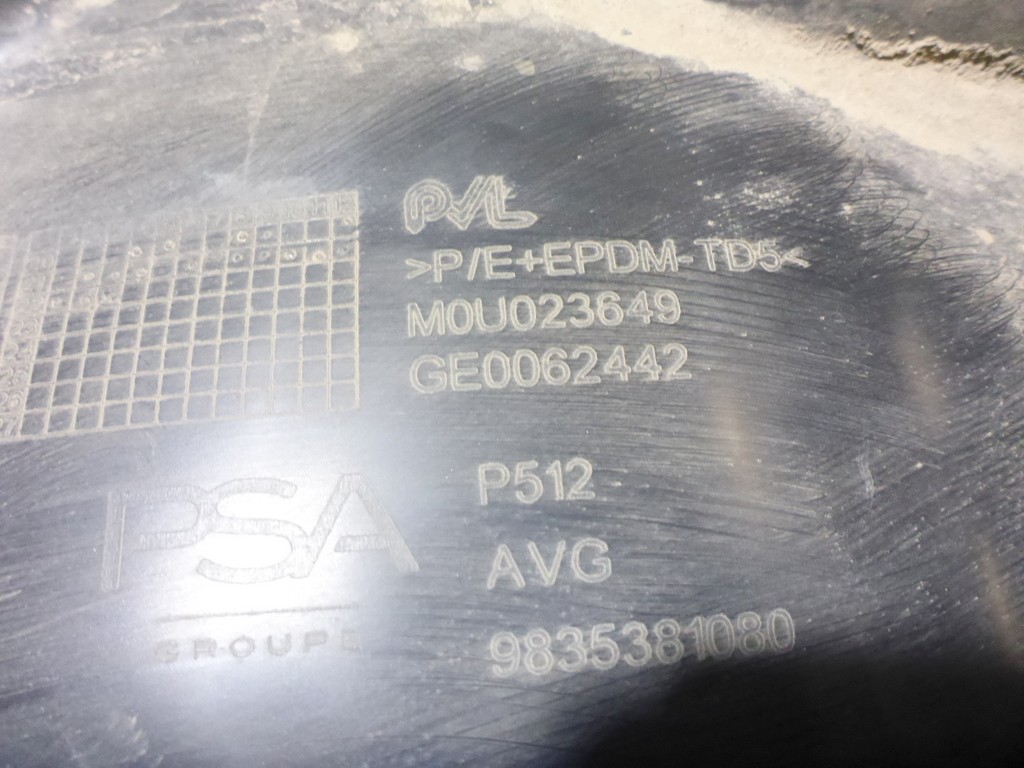 PVL
>P/E+EPDM-TD5<
M0U023649
GE0062442
P512
AVG
9835381080
PSA
GROUPE